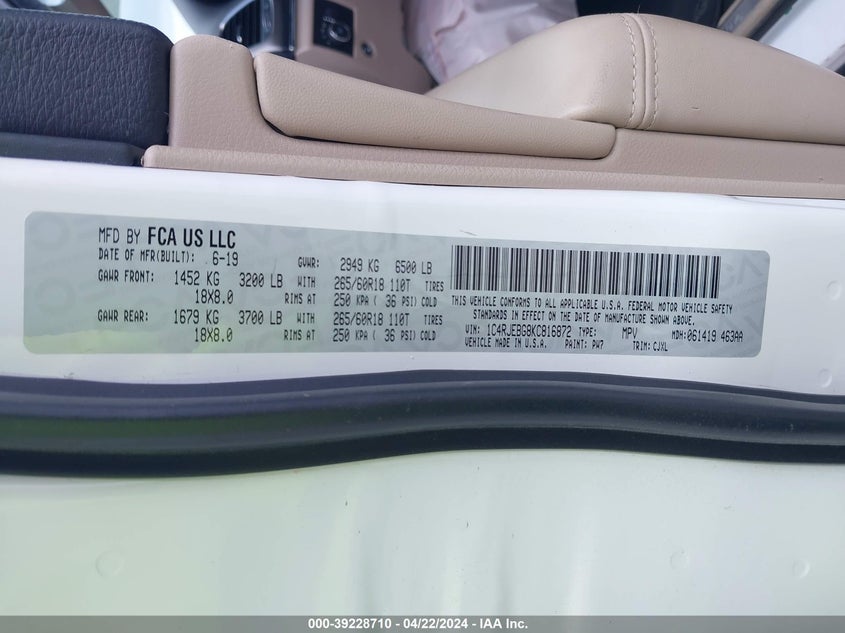 MFD BY FCA US LLC
DATE OF MFR(BUILT): 6-19 GVWR: 2949 KG 6500 LB
GAWR FRONT: 1452 KG 3200 LB WITH 265/60R18 110T TIRES
18X8.0 RIMS AT 250 KPA ( 36 PSI) COLD
GAWR REAR: 1679 KG 3700 LB WITH 265/60R18 110T TIRES
18X8.0 RIMS AT 250 KPA ( 36 PSI) COLD
THIS VEHICLE CONFORMS TO ALL APPLICABLE U.S.A. FEDERAL MOTOR VEHICLE SAFETY
STANDARDS IN EFFECT ON THE DATE OF MANUFACTURE SHOWN ABOVE.
VIN: 1C4RJEBG8KC816872 TYPE: MPV MDH:061419 463AA
VEHICLE MADE IN U.S.A. PAINT: PW7 TRIM: CJXL
000-39228710 - 04/22/2024 - IAA Inc.